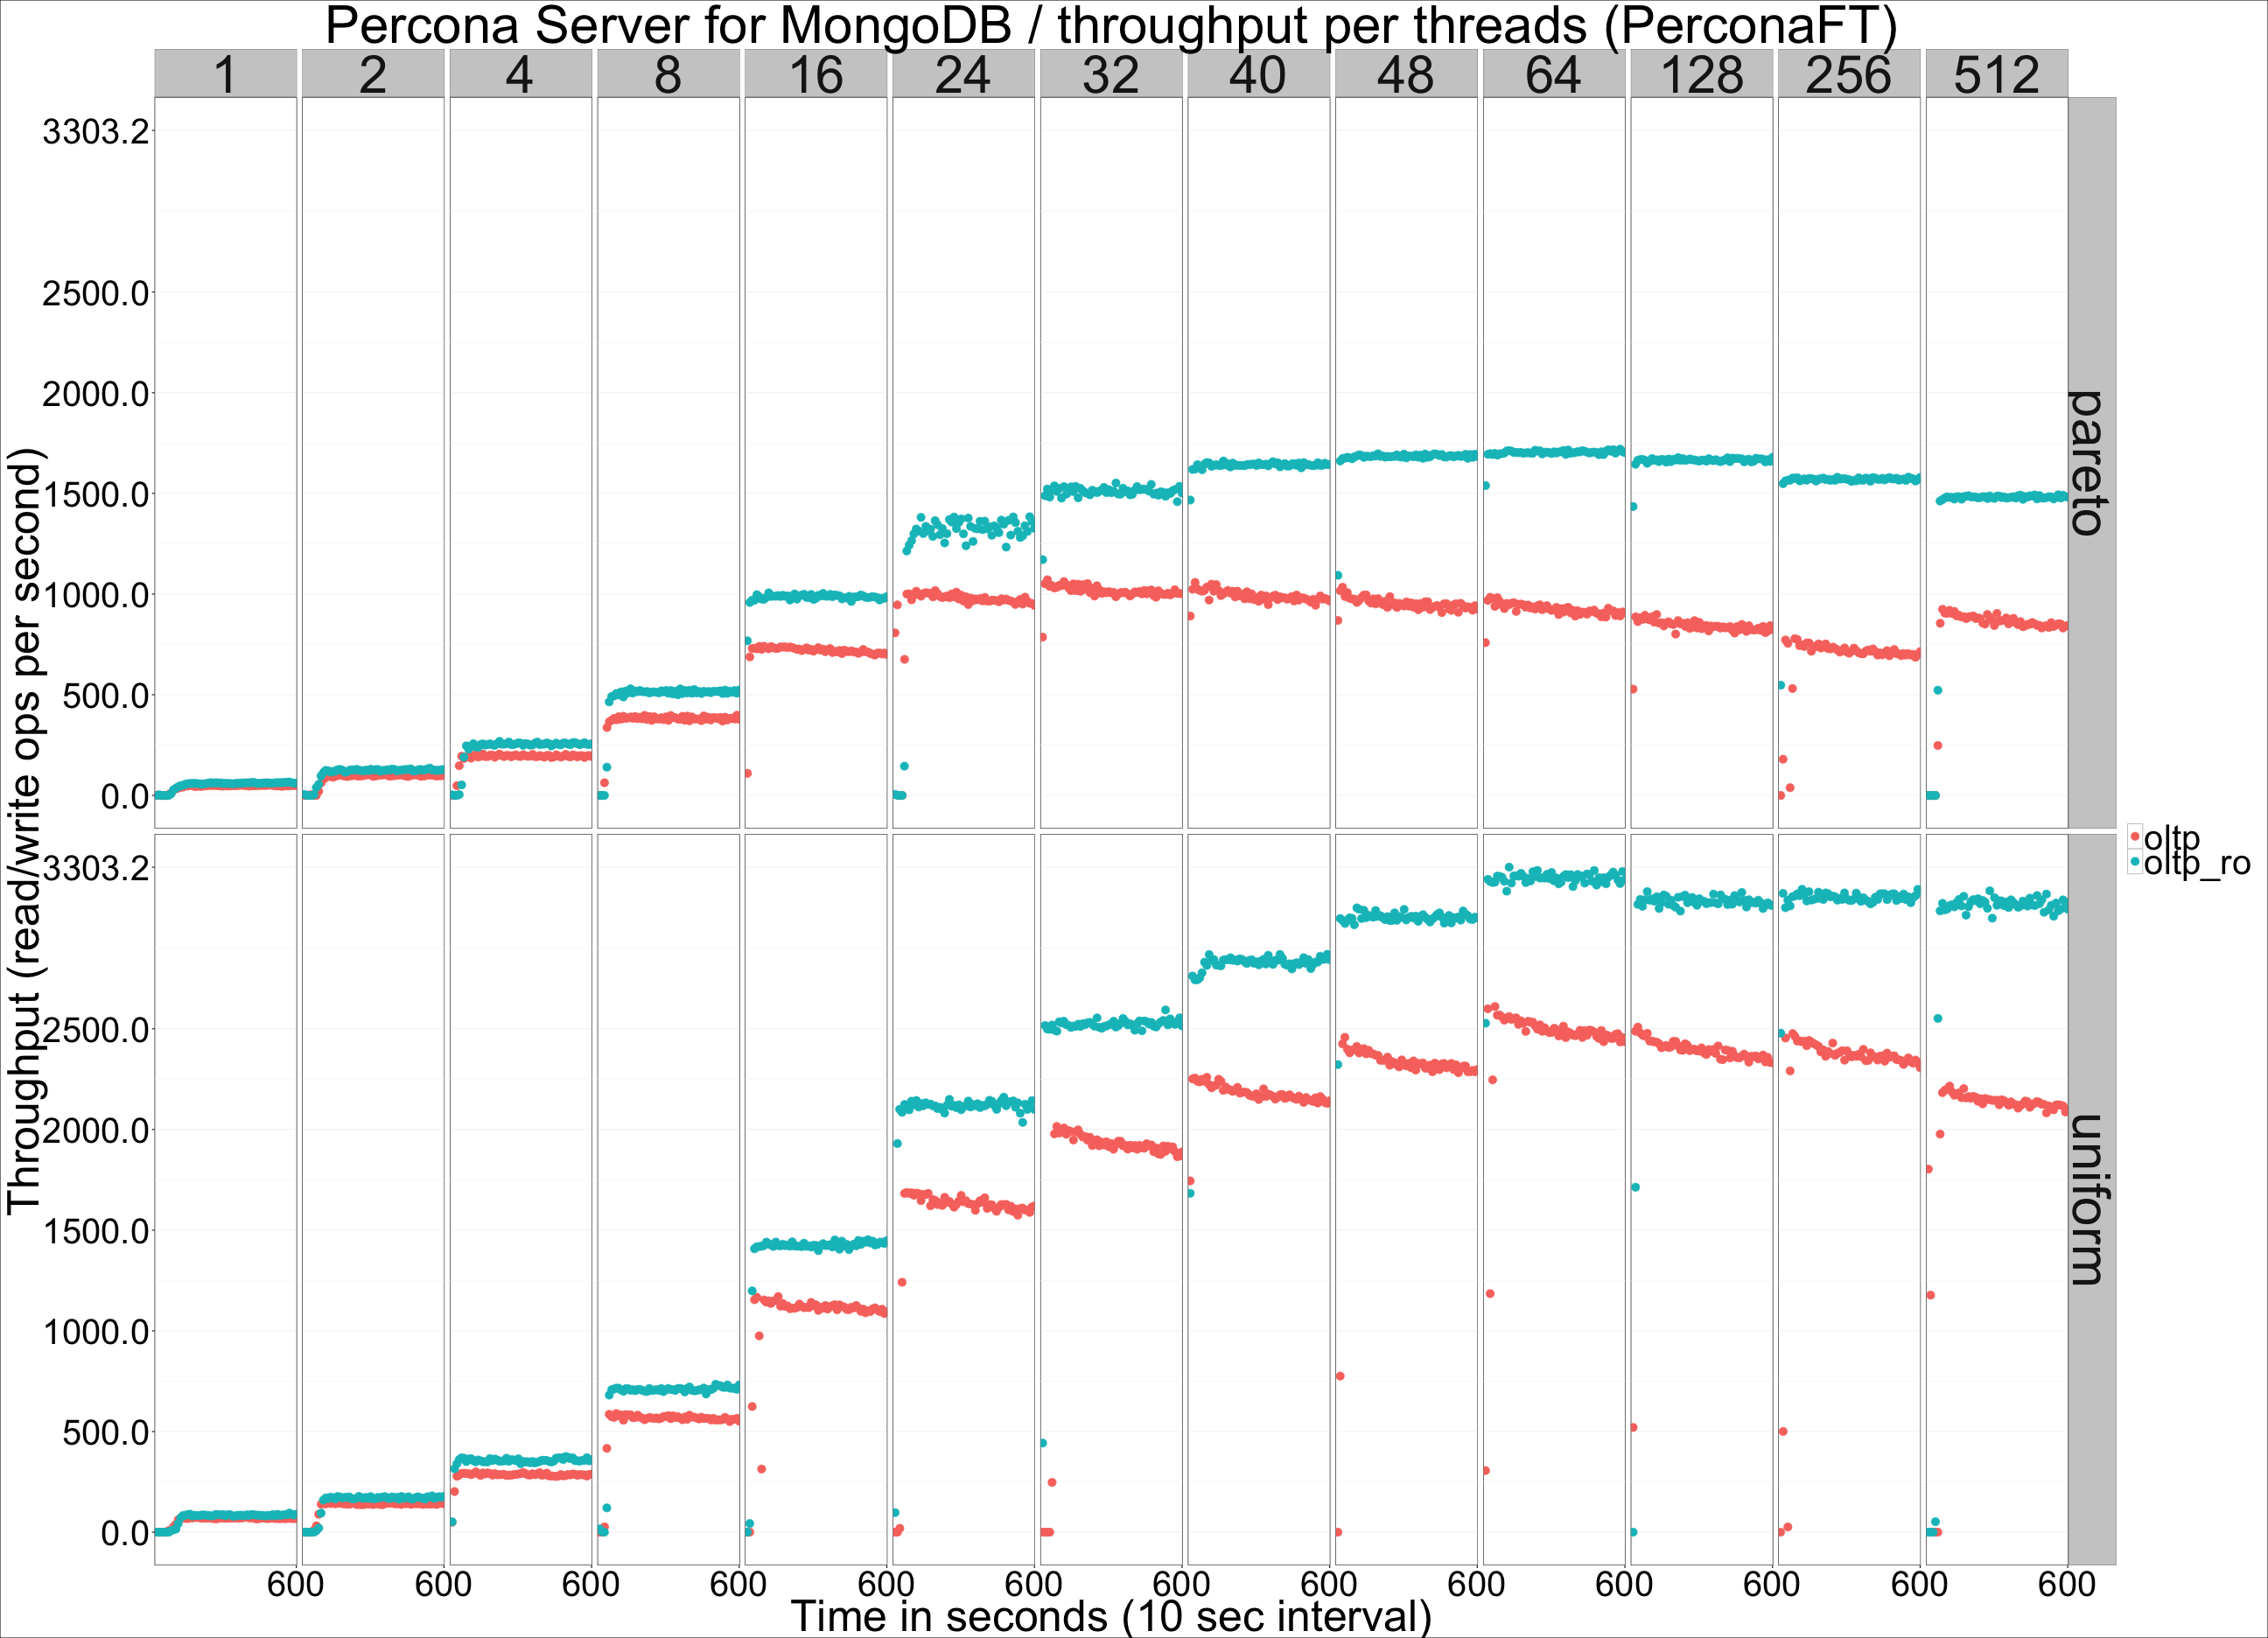 Percona Server for MongoDB / throughput per threads (PerconaFT)
1 2 4 8 16 24 32 40 48 64 128 256 512
Throughput (read/write ops per second)
3303.2
2500.0
2000.0
1500.0
1000.0
500.0
0.0
pareto
3303.2
2500.0
2000.0
1500.0
1000.0
500.0
0.0
uniform
oltp
oltp_ro
600 600 600 600 600 600 600 600 600 600 600 600 600
Time in seconds (10 sec interval)